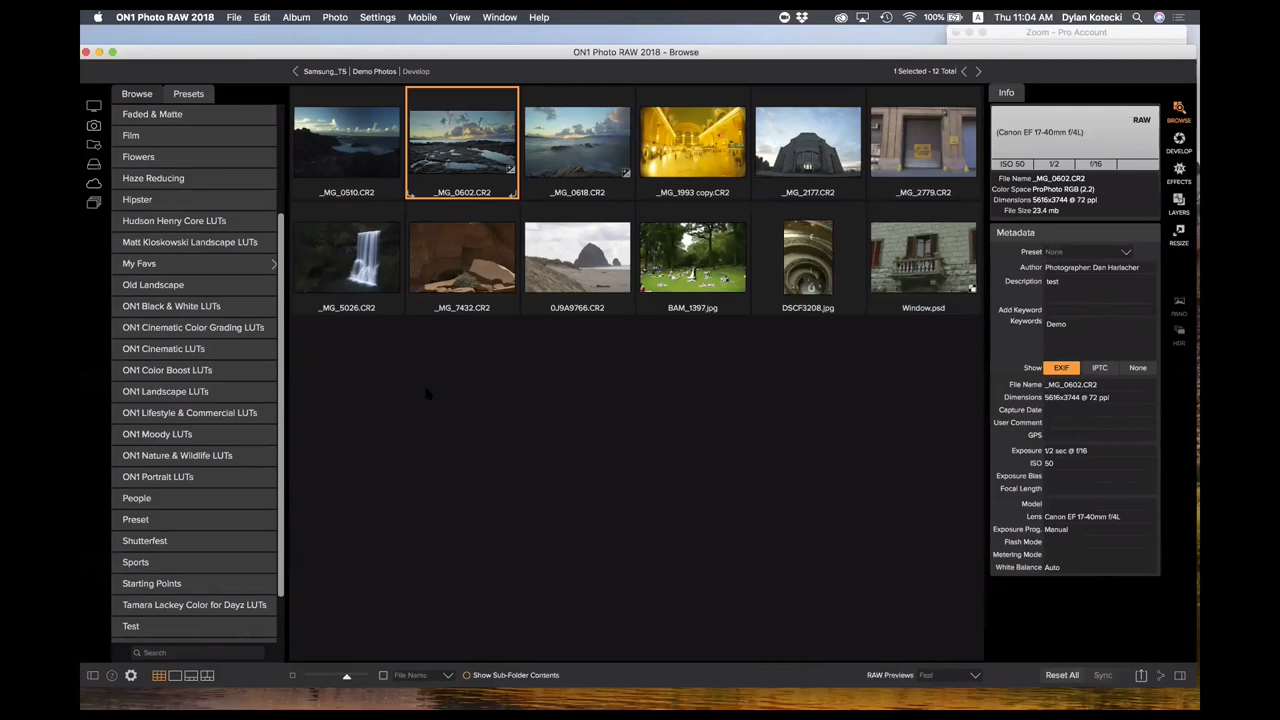 ON1 Photo RAW 2018 File Edit Album Photo Settings Mobile View Window Help 100% A Thu 11:04 AM Dylan Kotecki
Zoom - Pro Account
ON1 Photo RAW 2018 - Browse
Samsung_T5 Demo Photos Develop 1 Selected - 12 Total
Browse Presets
Faded & Matte
Film
Flowers
Haze Reducing
Hipster
Hudson Henry Core LUTs
Matt Kloskowski Landscape LUTs
My Favs
Old Landscape
ON1 Black & White LUTs
ON1 Cinematic Color Grading LUTs
ON1 Cinematic LUTs
ON1 Color Boost LUTs
ON1 Landscape LUTs
ON1 Lifestyle & Commercial LUTs
ON1 Moody LUTs
ON1 Nature & Wildlife LUTs
ON1 Portrait LUTs
People
Preset
Shutterfest
Sports
Starting Points
Tamara Lackey Color for Dayz LUTs
Test
Search
_MG_0510.CR2 _MG_0602.CR2 _MG_0618.CR2 _MG_1993 copy.CR2 _MG_2177.CR2 _MG_2779.CR2
_MG_5026.CR2 _MG_7432.CR2 0J9A9766.CR2 BAM_1397.jpg DSCF3208.jpg Window.psd
Info
RAW
(Canon EF 17-40mm f/4L)
ISO 50 1/2 f/16
File Name _MG_0602.CR2
Color Space ProPhoto RGB (2.2)
Dimensions 5616x3744 @ 72 ppi
File Size 23.4 mb
Metadata
Preset None
Author Photographer: Dan Harlacher
Description test
Add Keyword
Keywords Demo
Show EXIF IPTC None
File Name _MG_0602.CR2
Dimensions 5616x3744 @ 72 ppi
Capture Date
User Comment
GPS
Exposure 1/2 sec @ f/16
ISO 50
Exposure Bias
Focal Length
Model
Lens Canon EF 17-40mm f/4L
Exposure Prog. Manual
Flash Mode
Metering Mode
White Balance Auto
BROWSE
DEVELOP
EFFECTS
LAYERS
RESIZE
PANO
HDR
File Name Show Sub-Folder Contents RAW Previews Fast Reset All Sync